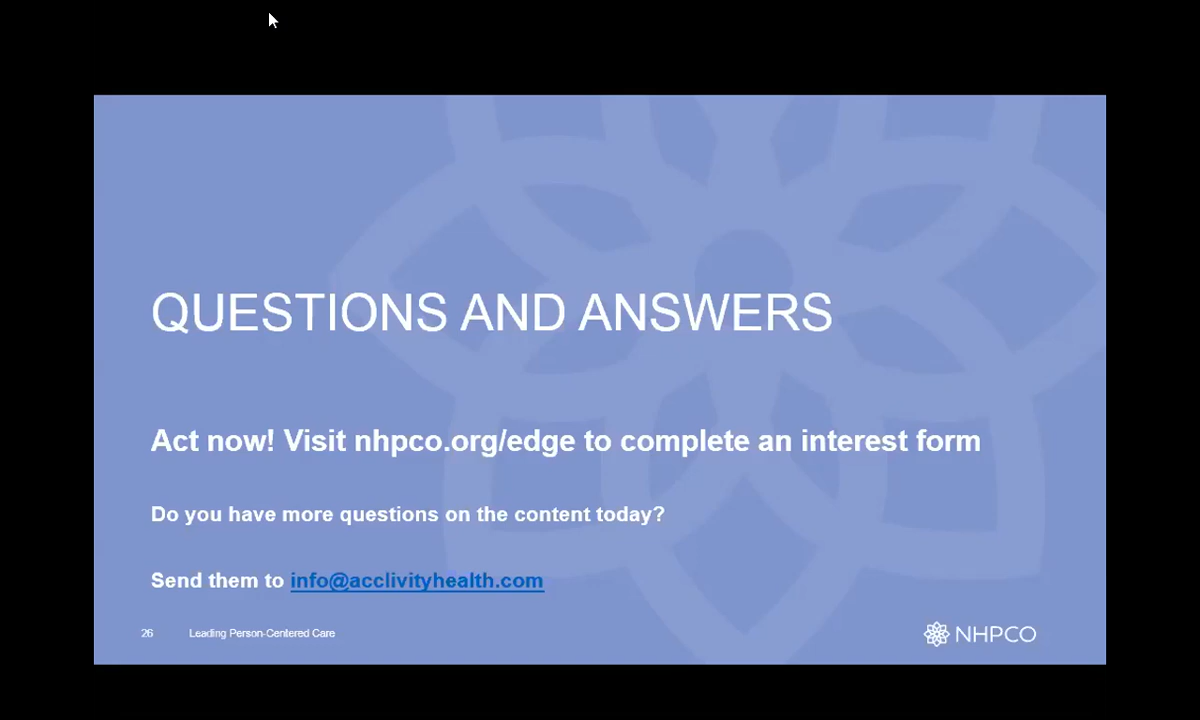 QUESTIONS AND ANSWERS
Act now! Visit nhpco.org/edge to complete an interest form
Do you have more questions on the content today?
Send them to info@acclivityhealth.com
26 Leading Person-Centered Care
NHPCO